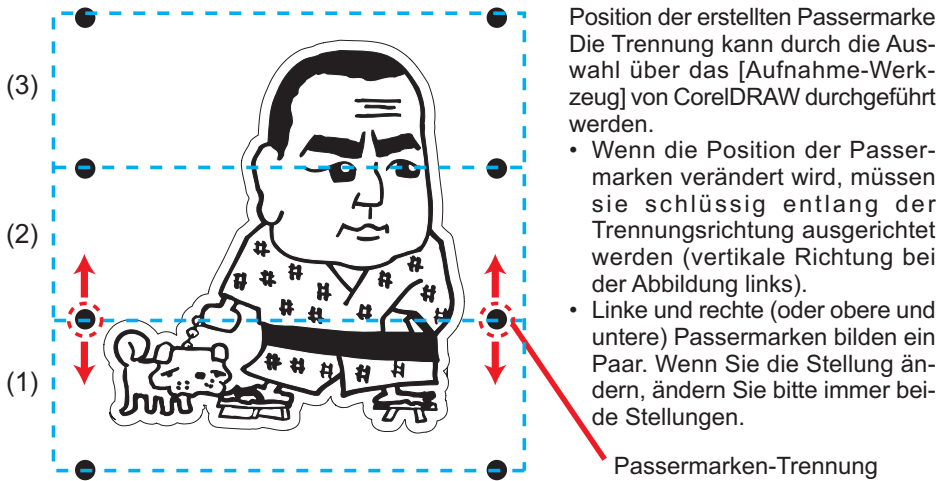 Position der erstellten Passermarke
Die Trennung kann durch die Aus-
wahl über das [Aufnahme-Werk-
zeug] von CorelDRAW durchgeführt
werden.
• Wenn die Position der Passer-
marken verändert wird, müssen
sie schlüssig entlang der
Trennungsrichtung ausgerichtet
werden (vertikale Richtung bei
der Abbildung links).
• Linke und rechte (oder obere und
untere) Passermarken bilden ein
Paar. Wenn Sie die Stellung än-
dern, ändern Sie bitte immer bei-
de Stellungen.
Passermarken-Trennung
(3)
(2)
(1)